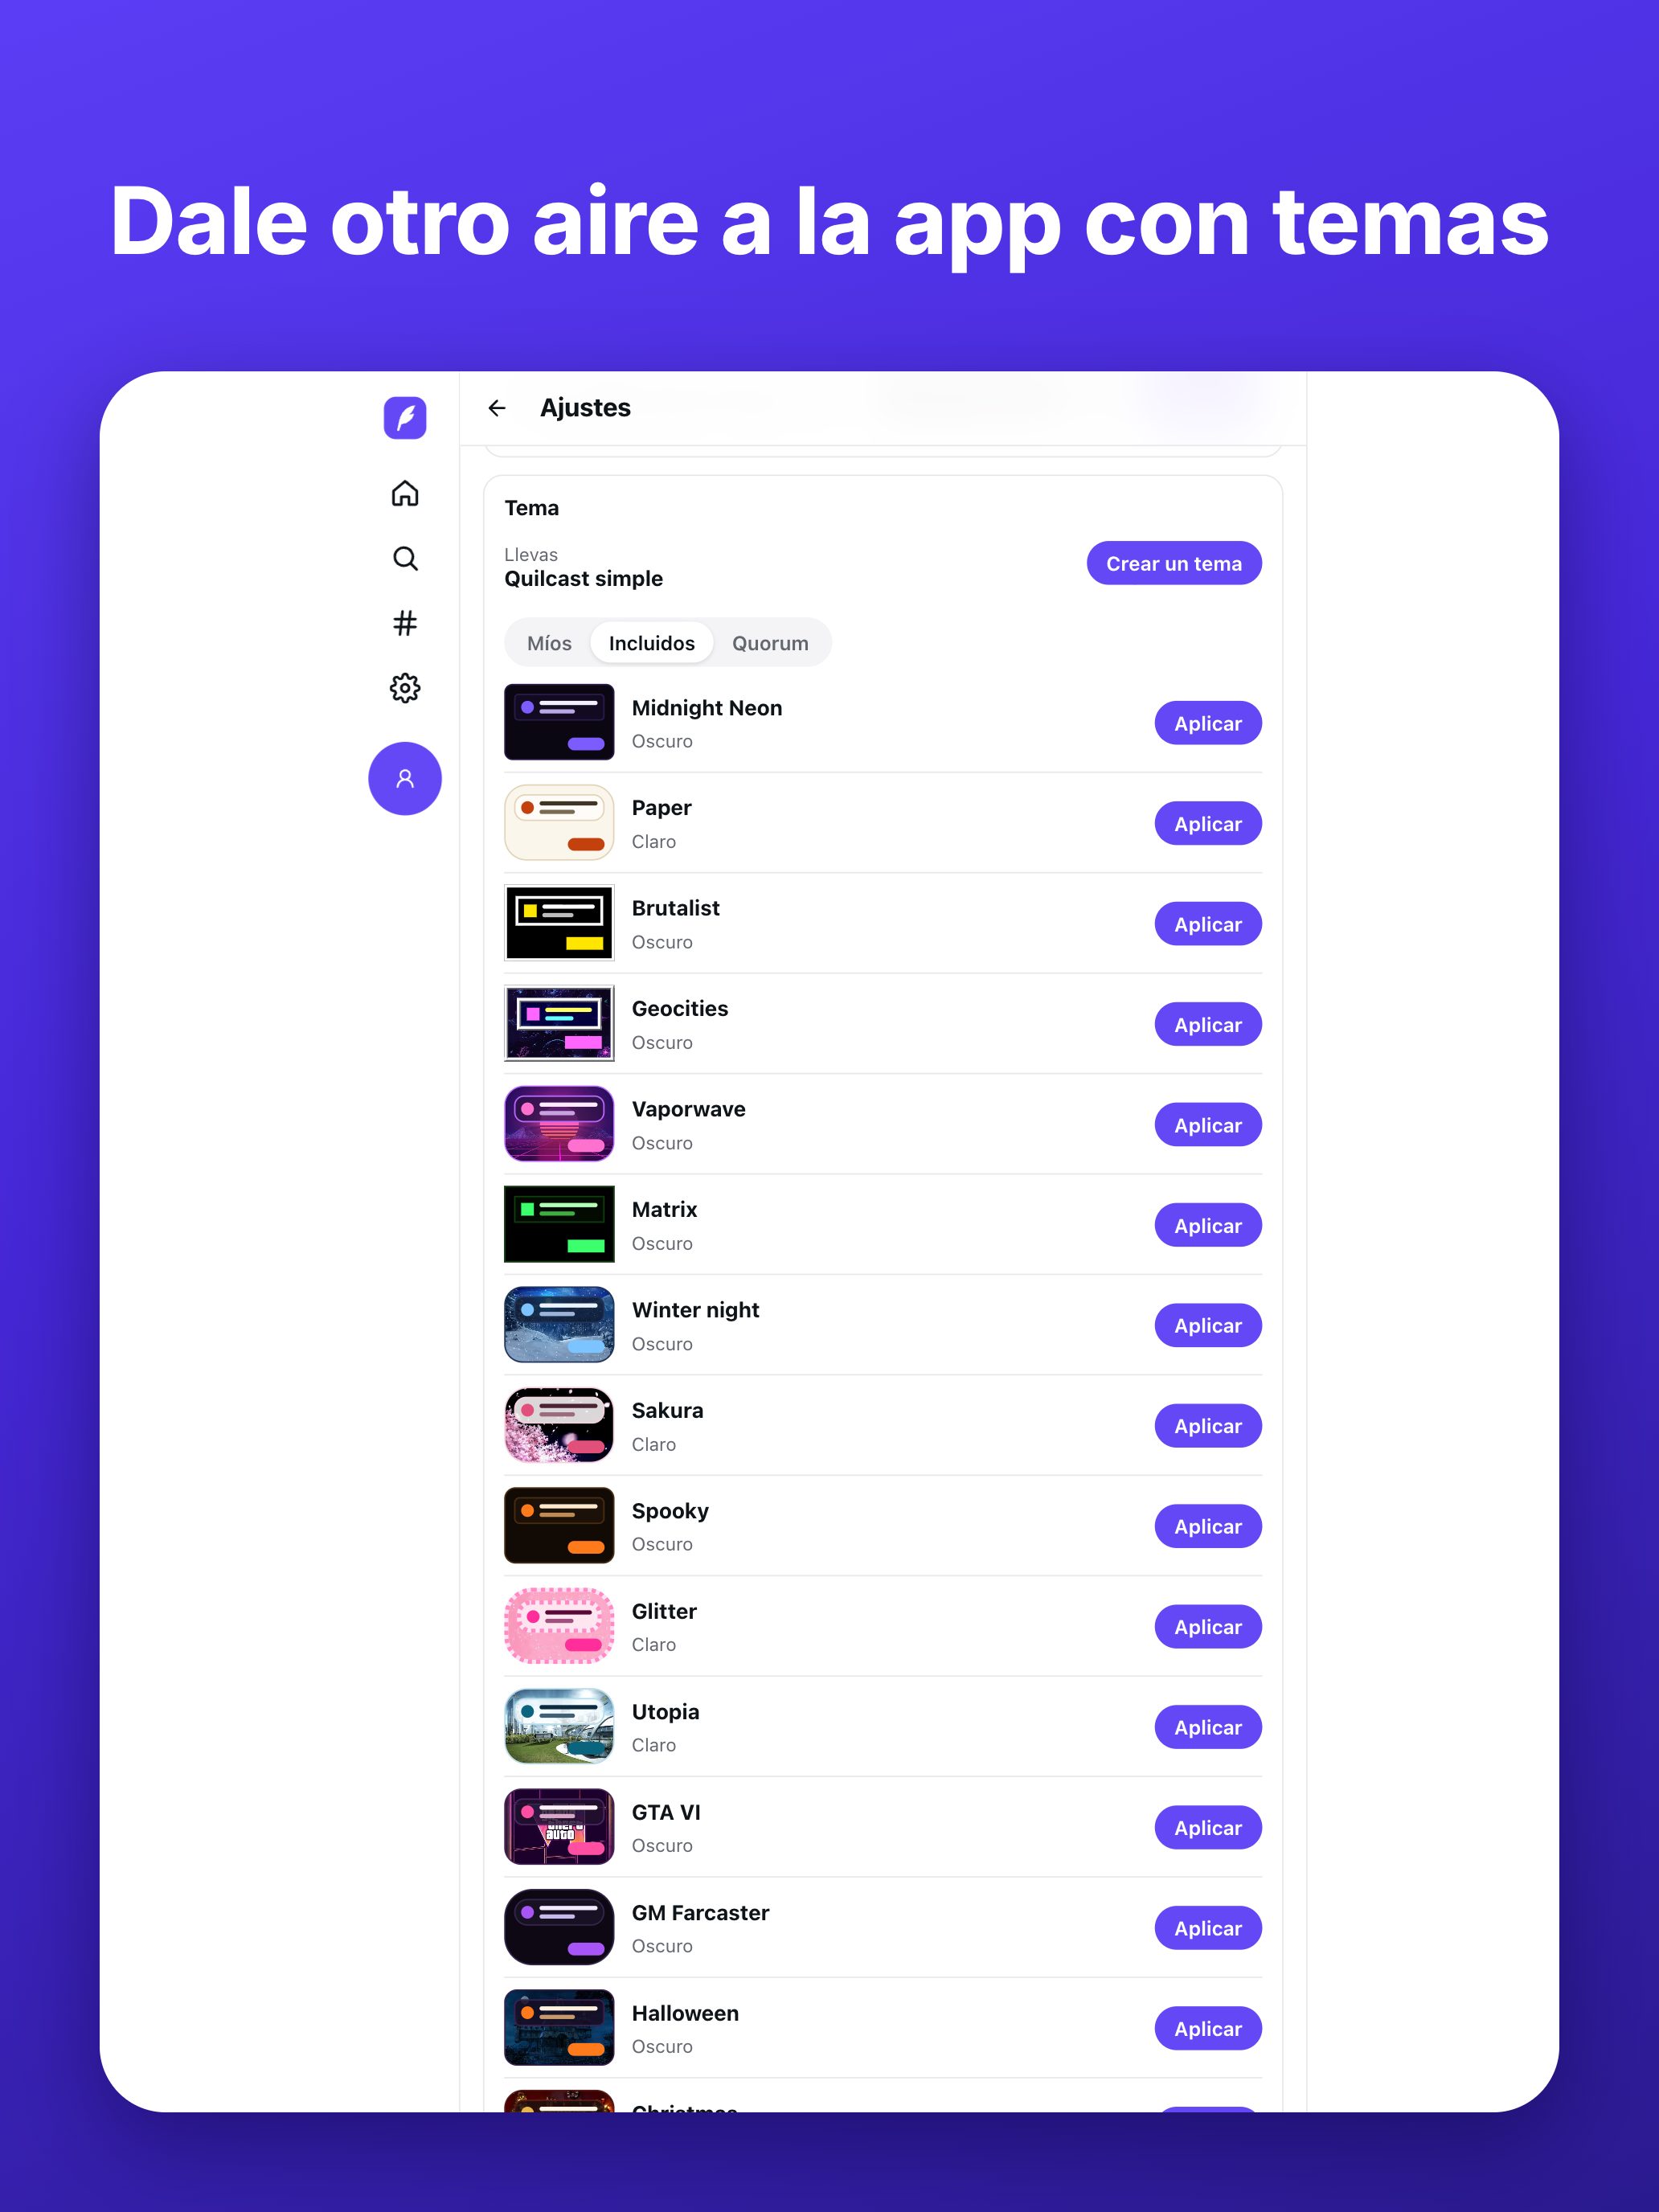 Dale otro aire a la app con temas
Ajustes
Tema
Llevas
Quilcast simple
Crear un tema
Míos
Incluidos
Quorum
Midnight Neon
Oscuro
Aplicar
Paper
Claro
Aplicar
Brutalist
Oscuro
Aplicar
Geocities
Oscuro
Aplicar
Vaporwave
Oscuro
Aplicar
Matrix
Oscuro
Aplicar
Winter night
Oscuro
Aplicar
Sakura
Claro
Aplicar
Spooky
Oscuro
Aplicar
Glitter
Claro
Aplicar
Utopia
Claro
Aplicar
auto
GTA VI
Oscuro
Aplicar
GM Farcaster
Oscuro
Aplicar
Halloween
Oscuro
Aplicar